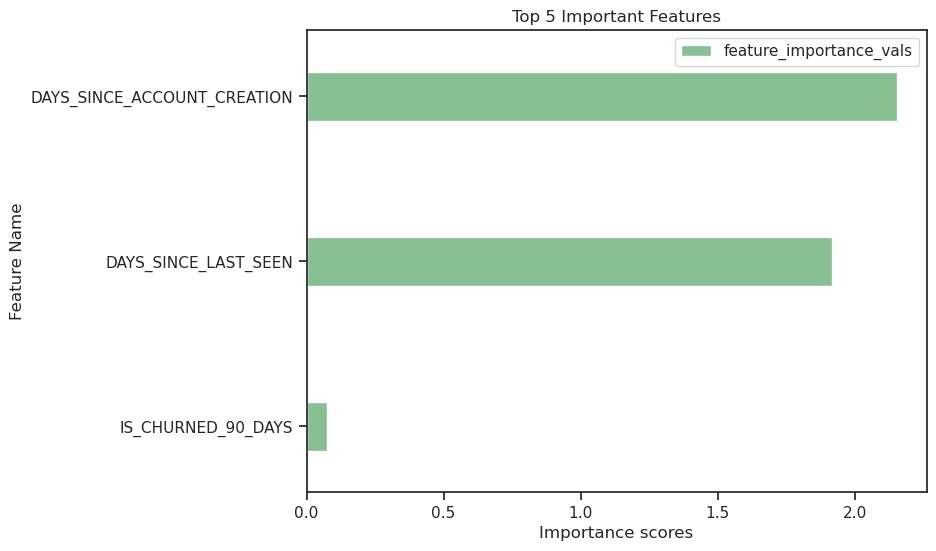 Top 5 Important Features
feature_importance_vals
DAYS_SINCE_ACCOUNT_CREATION
DAYS_SINCE_LAST_SEEN
IS_CHURNED_90_DAYS
Feature Name
0.0 0.5 1.0 1.5 2.0
Importance scores